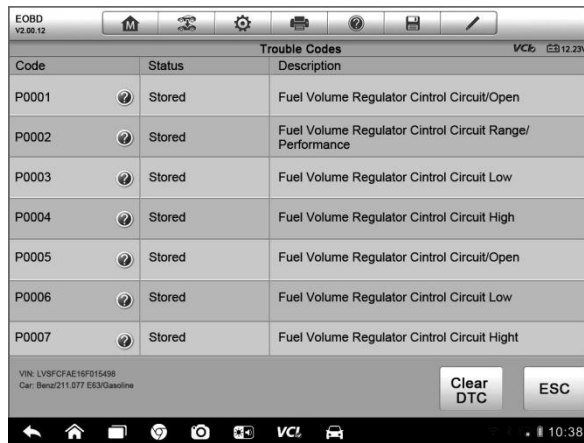 EOBD
V2.00.12
Trouble Codes
VCI 12.23V
Code Status Description
P0001 Stored Fuel Volume Regulator Cintrol Circuit/Open
P0002 Stored Fuel Volume Regulator Cintrol Circuit Range/
Performance
P0003 Stored Fuel Volume Regulator Cintrol Circuit Low
P0004 Stored Fuel Volume Regulator Cintrol Circuit High
P0005 Stored Fuel Volume Regulator Cintrol Circuit/Open
P0006 Stored Fuel Volume Regulator Cintrol Circuit Low
P0007 Stored Fuel Volume Regulator Cintrol Circuit Hight
VIN: LVSFCFAE16F015498
Car: Benz/211.077 E63/Gasoline
Clear
DTC
ESC
VCI
10:38